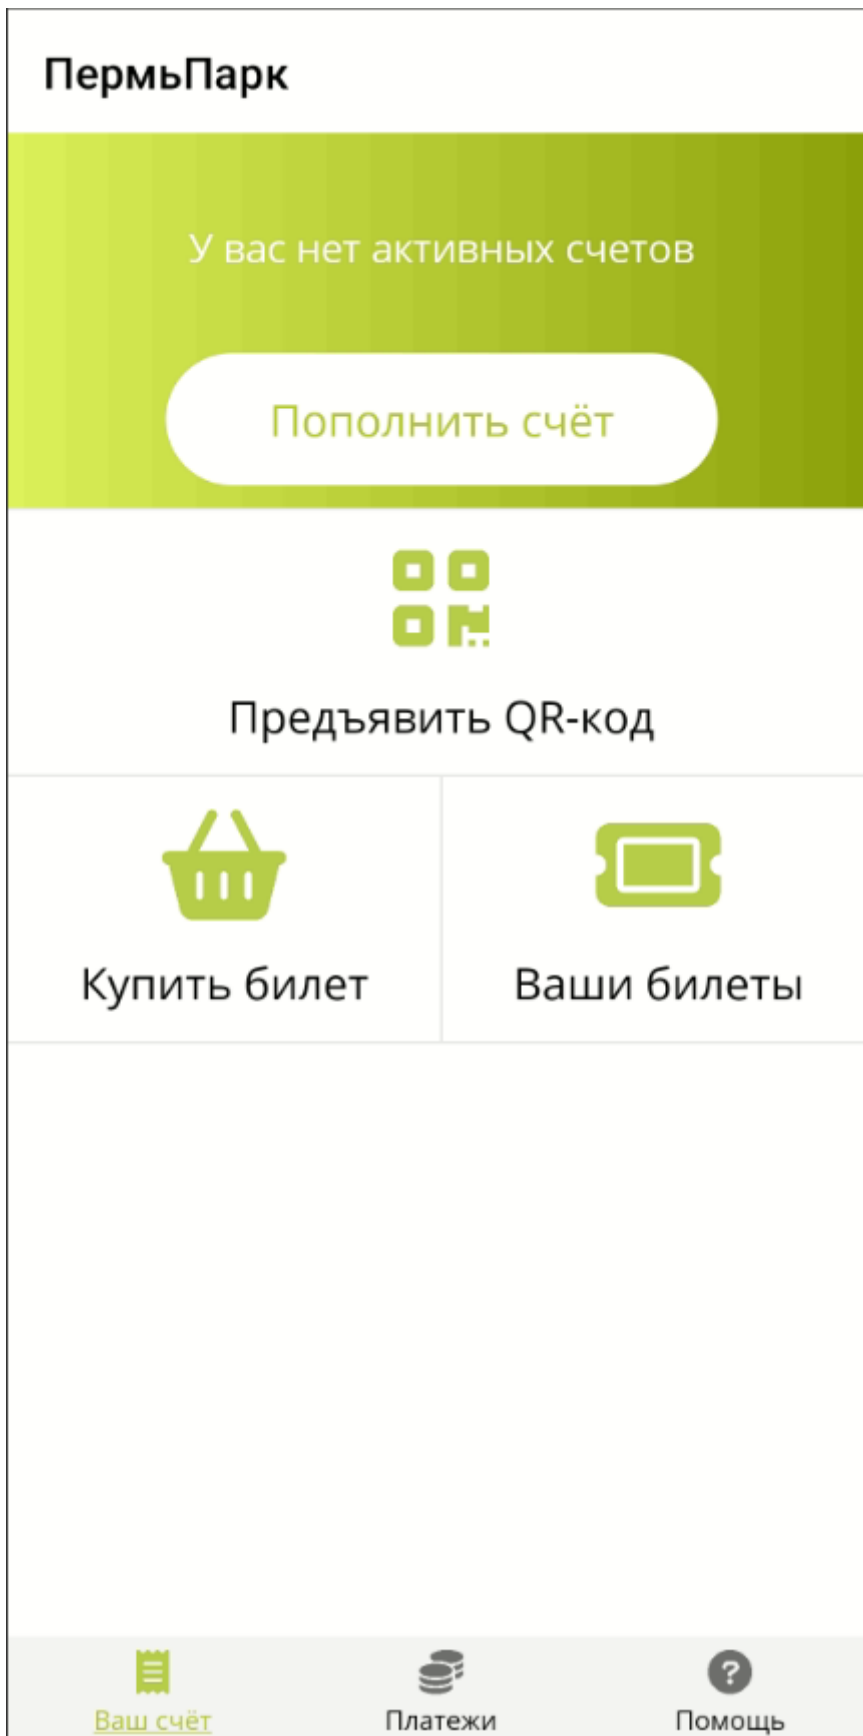 ПермьПарк
У вас нет активных счетов
Пополнить счёт
Предъявить QR-код
Купить билет
Ваши билеты
Ваш счёт
Платежи
Помощь